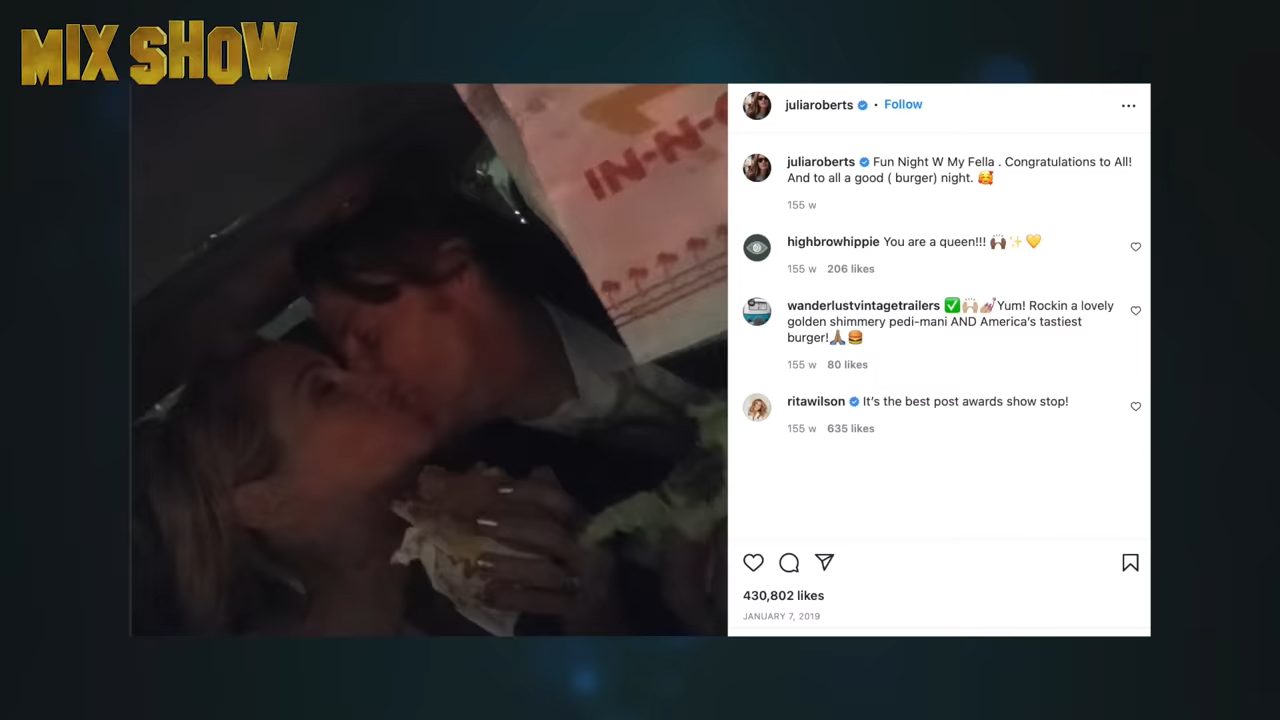 MIX SHOW
IN-N-O
juliaroberts • Follow
juliaroberts Fun Night W My Fella . Congratulations to All!
And to all a good ( burger) night. 🥰
155 w
highbrowhippie You are a queen!!! 🙌🏾✨💛
155 w 206 likes
wanderlustvintagetrailers ✅🙌🏼💅🏼Yum! Rockin a lovely
golden shimmery pedi-mani AND America's tastiest
burger!🙏🏽🍔
155 w 80 likes
ritawilson It's the best post awards show stop!
155 w 635 likes
430,802 likes
JANUARY 7, 2019